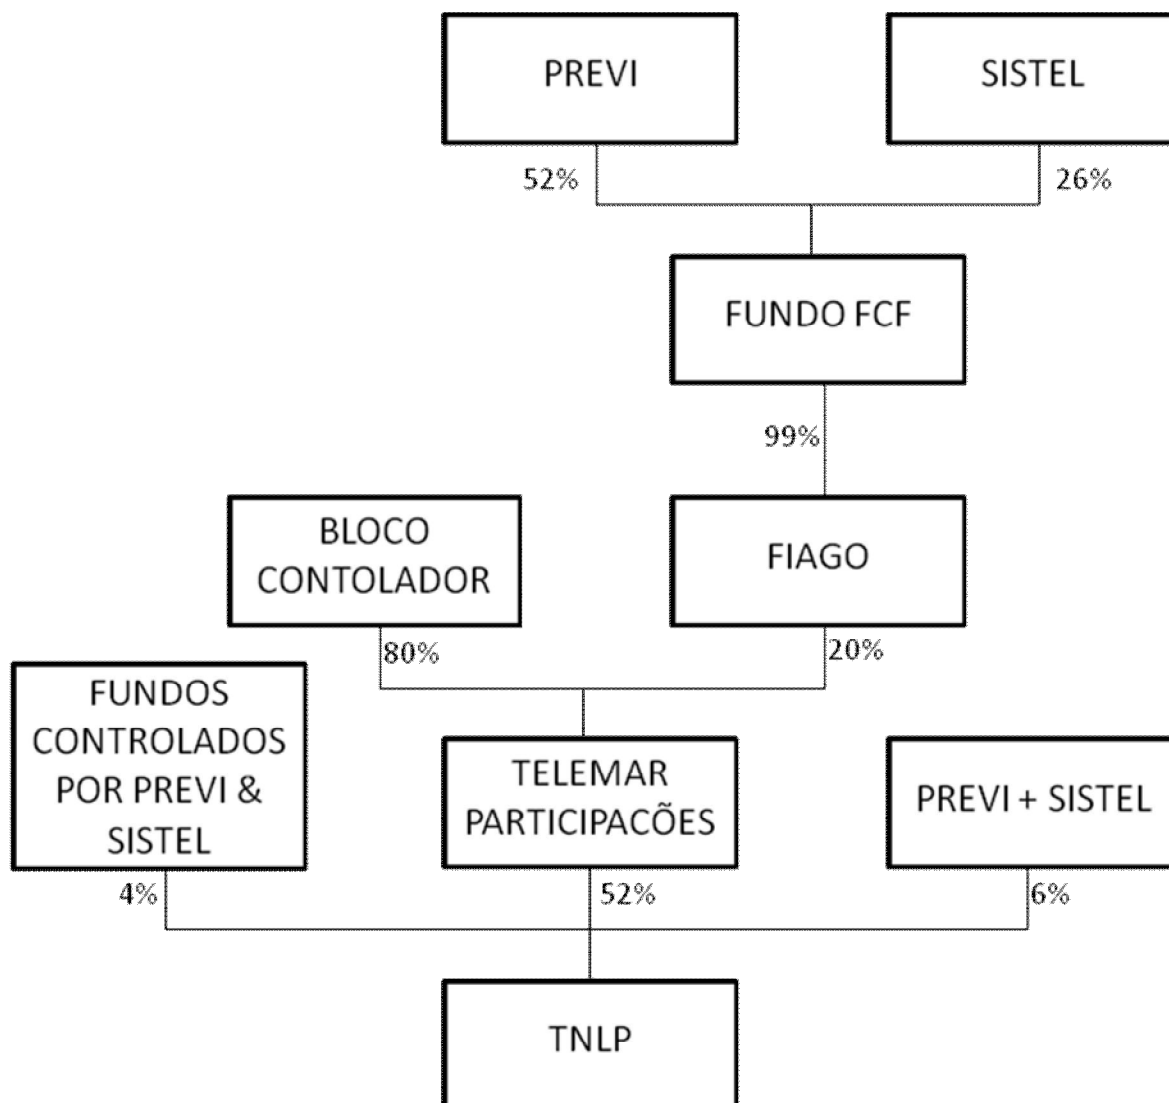 PREVI
SISTEL
52%
26%
FUNDO FCF
99%
BLOCO
CONTOLADOR
FIAGO
80%
20%
FUNDOS
CONTROLADOS
POR PREVI &
SISTEL
TELEMAR
PARTICIPACÕES
PREVI + SISTEL
4%
52%
6%
TNLP